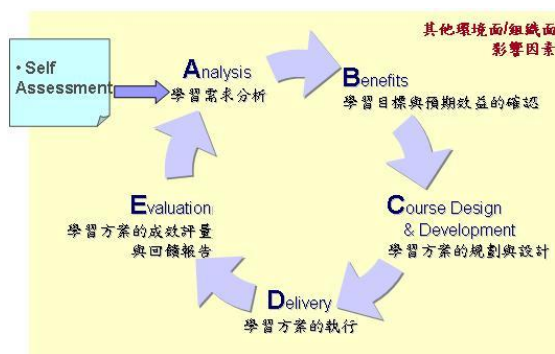 其他環境面/組織面
影響因素
• Self
Assessment
Analysis
學習需求分析
Benefits
學習目標與預期效益的確認
Course Design
& Development
學習方案的規劃與設計
Delivery
學習方案的執行
Evaluation
學習方案的成效評量
與回饋報告